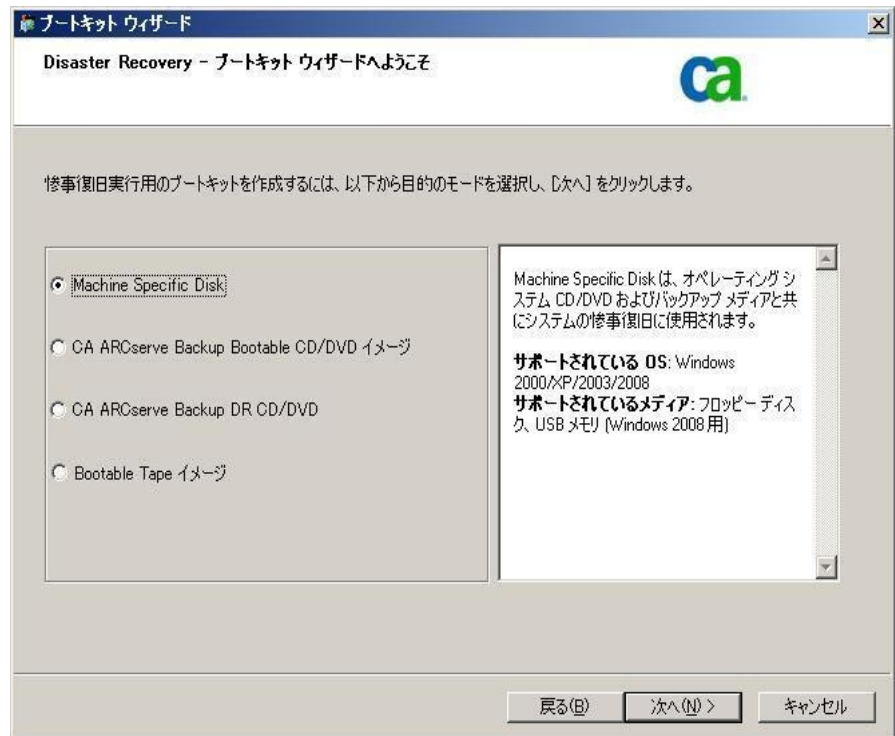 ブートキット ウィザード
Disaster Recovery - ブートキット ウィザードへようこそ
ca
惨事復旧実行用のブートキットを作成するには、以下から目的のモードを選択し、[次へ] をクリックします。
Machine Specific Disk
CA ARCserve Backup Bootable CD/DVD イメージ
CA ARCserve Backup DR CD/DVD
Bootable Tape イメージ
Machine Specific Disk は、オペレーティング シ
ステム CD/DVD およびバックアップ メディアと共
にシステムの惨事復旧に使用されます。
サポートされている OS: Windows
2000/XP/2003/2008
サポートされているメディア: フロッピー ディス
ク、USB メモリ (Windows 2008 用)
戻る(B)
次へ(N) >
キャンセル